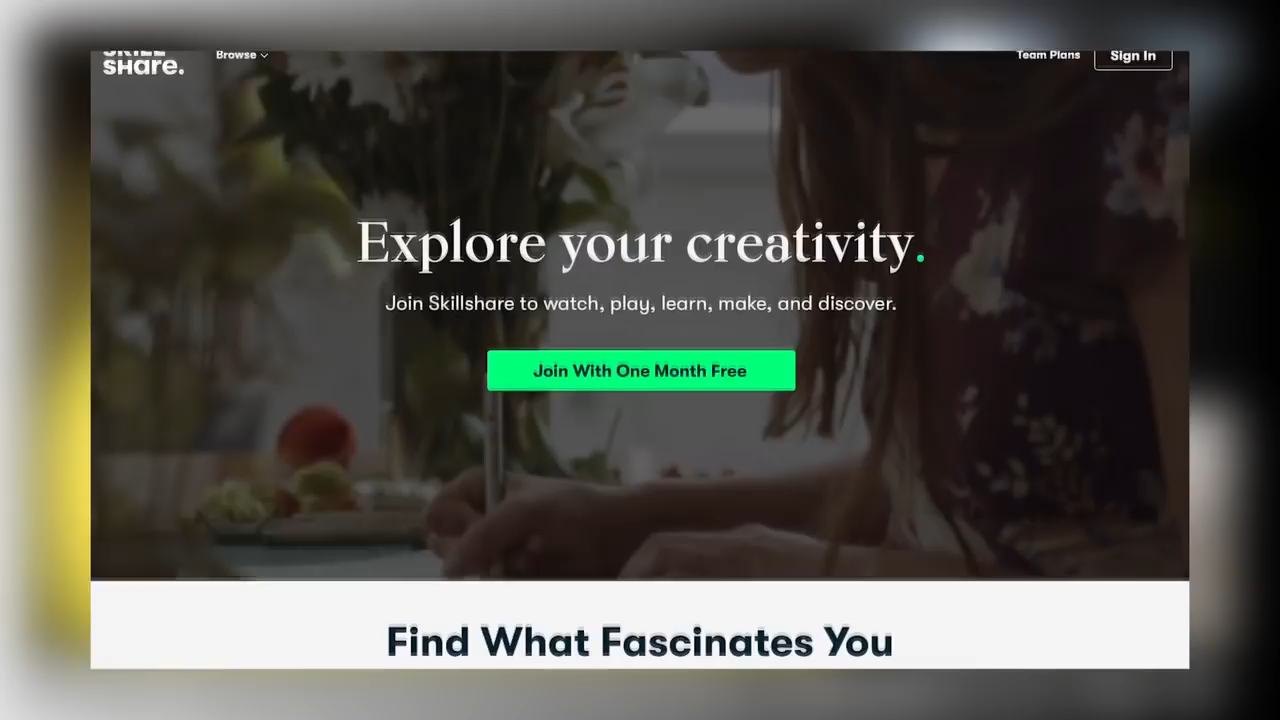 SKILL
SHare.
Browse
Team Plans
Sign In
Explore your creativity.
Join Skillshare to watch, play, learn, make, and discover.
Join With One Month Free
Find What Fascinates You